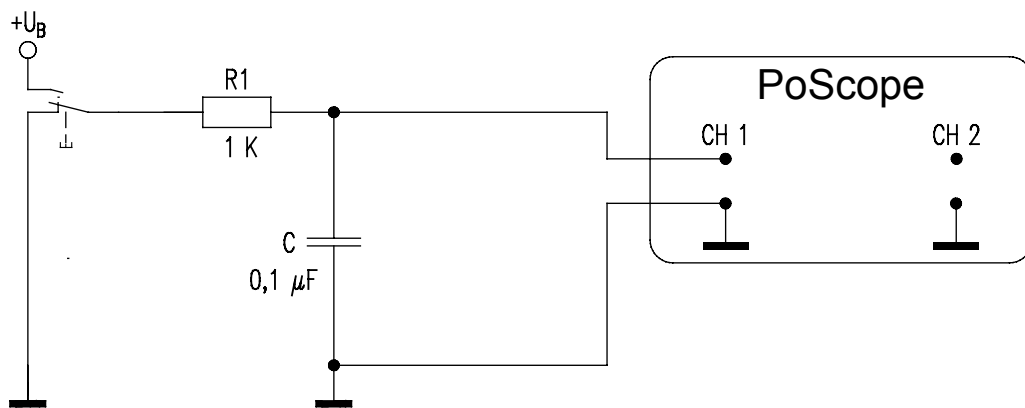 +U_B
R1
1 K
C
0,1 µF
PoScope
CH 1
CH 2